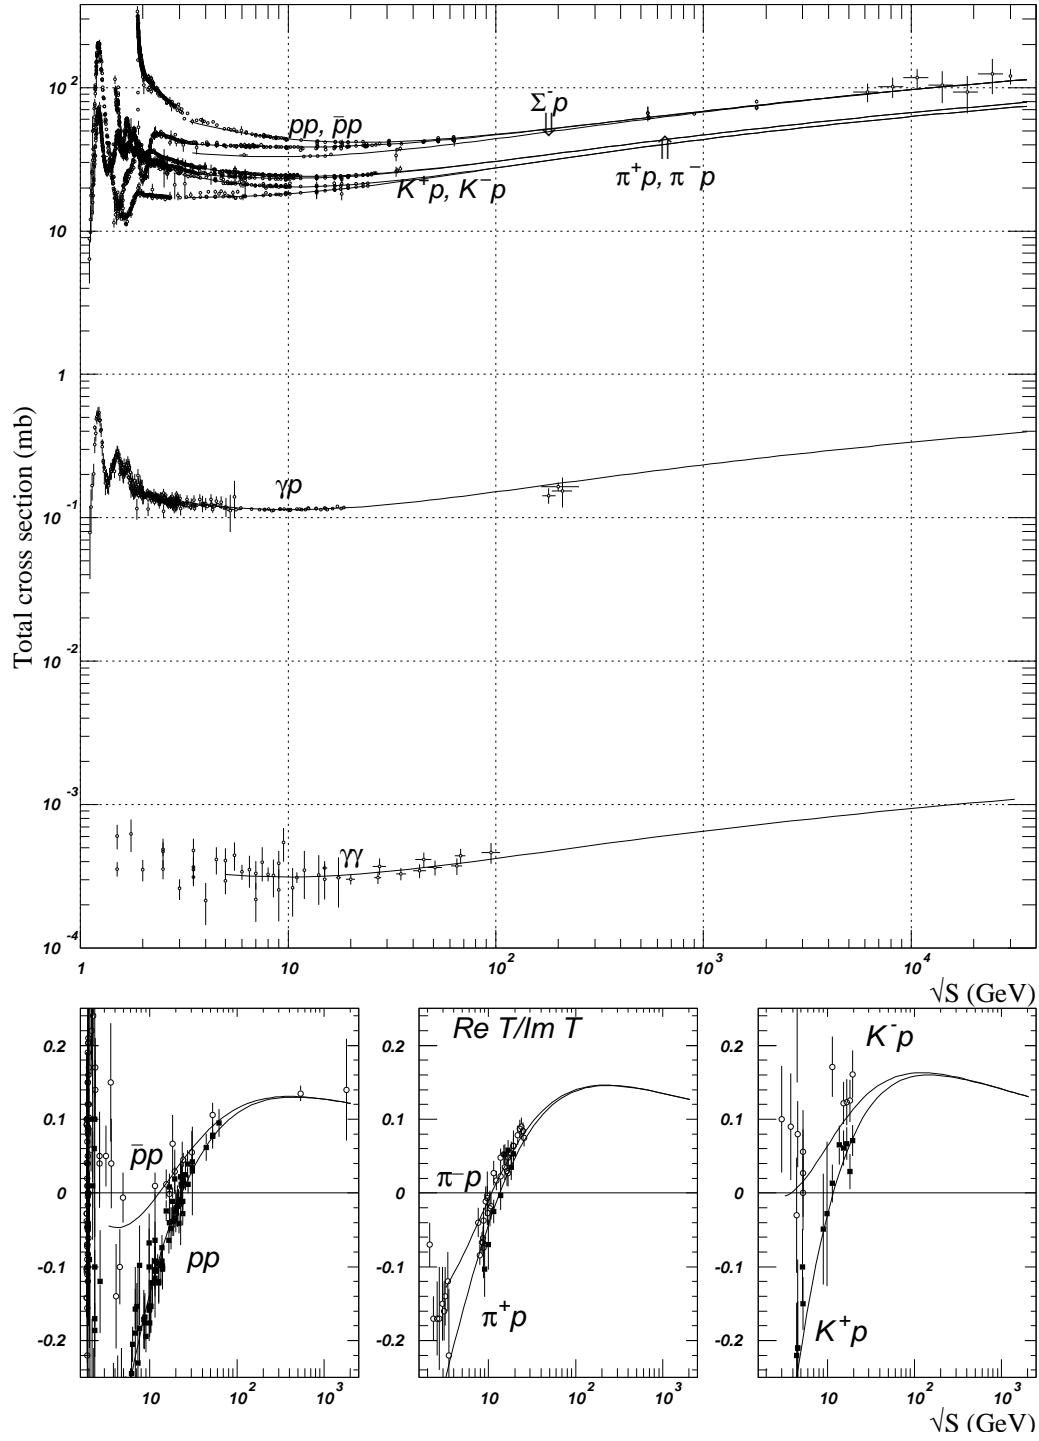 10²
10
1
10⁻¹
10⁻²
10⁻³
10⁻⁴
Total cross section (mb)
pp, p̄p
Σ⁻p
K⁺p, K⁻p
π⁺p, π⁻p
γp
γγ
1 10 10² 10³ 10⁴
√S (GeV)
0.2
0.1
0
-0.1
-0.2
p̄p
pp
10 10² 10³
Re T/Im T
0.2
0.1
0
-0.1
-0.2
π⁻p
π⁺p
10 10² 10³
0.2
0.1
0
-0.1
-0.2
K⁻p
K⁺p
10 10² 10³
√S (GeV)